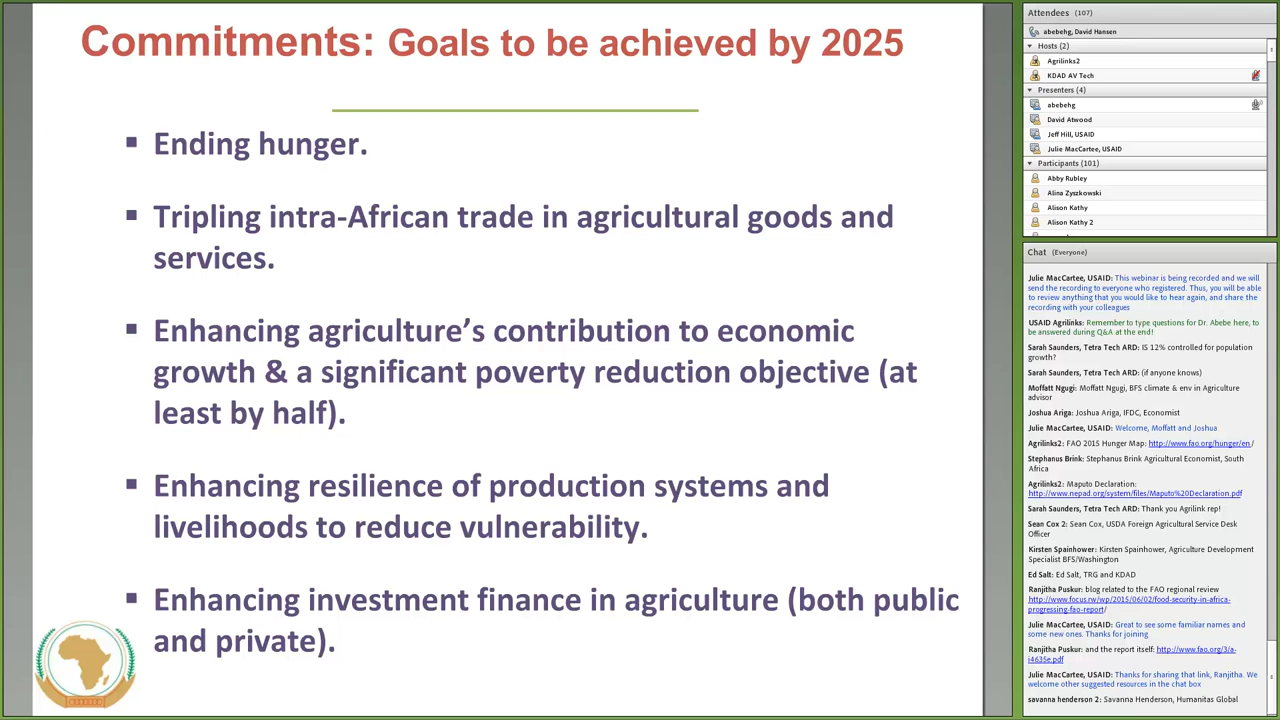 Commitments: Goals to be achieved by 2025
▪ Ending hunger.
▪ Tripling intra-African trade in agricultural goods and
services.
▪ Enhancing agriculture’s contribution to economic
growth & a significant poverty reduction objective (at
least by half).
▪ Enhancing resilience of production systems and
livelihoods to reduce vulnerability.
▪ Enhancing investment finance in agriculture (both public
and private).
Attendees (107)
abebehg, David Hansen
Hosts (2)
Agrilinks2
KDAD AV Tech
Presenters (4)
abebehg
David Atwood
Jeff Hill, USAID
Julie MacCartee, USAID
Participants (101)
Abby Rubley
Alina Zyszkowski
Alison Kathy
Alison Kathy 2
Chat (Everyone)
Julie MacCartee, USAID: This webinar is being recorded and we will
send the recording to everyone who registered. Thus, you will be able
to review anything that you would like to hear again, and share the
recording with your colleagues
USAID Agrilinks: Remember to type questions for Dr. Abebe here, to
be answered during Q&A at the end!
Sarah Saunders, Tetra Tech ARD: IS 12% controlled for population
growth?
Sarah Saunders, Tetra Tech ARD: (if anyone knows)
Moffatt Ngugi: Moffatt Ngugi, BFS climate & env in Agriculture
advisor
Joshua Ariga: Joshua Ariga, IFDC, Economist
Julie MacCartee, USAID: Welcome, Moffatt and Joshua
Agrilinks2: FAO 2015 Hunger Map: http://www.fao.org/hunger/en/
Stephanus Brink: Stephanus Brink Agricultural Economist, South
Africa
Agrilinks2: Maputo Declaration:
http://www.nepad.org/system/files/Maputo%20Declaration.pdf
Sarah Saunders, Tetra Tech ARD: Thank you Agrilink rep!
Sean Cox 2: Sean Cox, USDA Foreign Agricultural Service Desk
Officer
Kirsten Spainhower: Kirsten Spainhower, Agriculture Development
Specialist BFS/Washington
Ed Salt: Ed Salt, TRG and KDAD
Ranjitha Puskur: blog related to the FAO regional review
http://www.focus.rw/wp/2015/06/02/food-security-in-africa-
progressing-fao-report/
Julie MacCartee, USAID: Great to see some familiar names and
some new ones. Thanks for joining
Ranjitha Puskur: and the report itself: http://www.fao.org/3/a-
i4635e.pdf
Julie MacCartee, USAID: Thanks for sharing that link, Ranjitha. We
welcome other suggested resources in the chat box
savanna henderson 2: Savanna Henderson, Humanitas Global